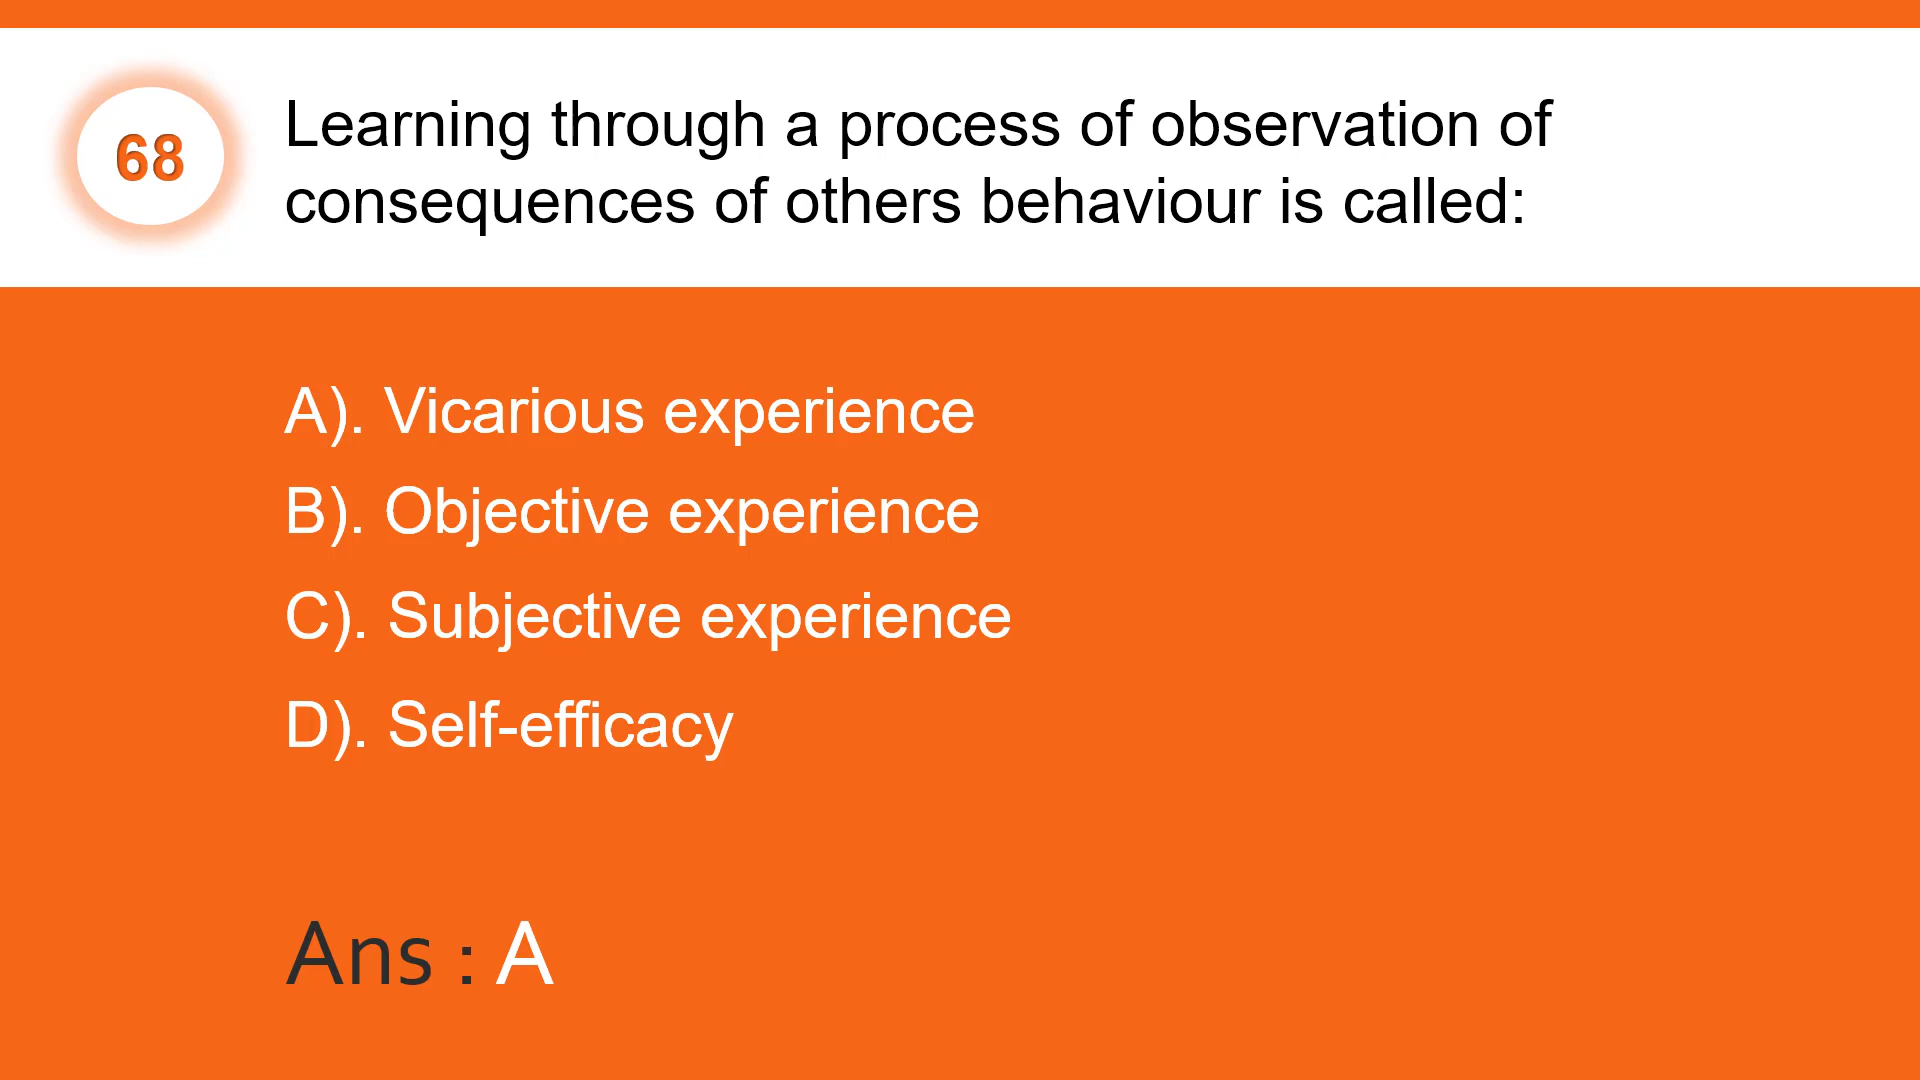 68
Learning through a process of observation of
consequences of others behaviour is called:
A). Vicarious experience
B). Objective experience
C). Subjective experience
D). Self-efficacy
Ans : A